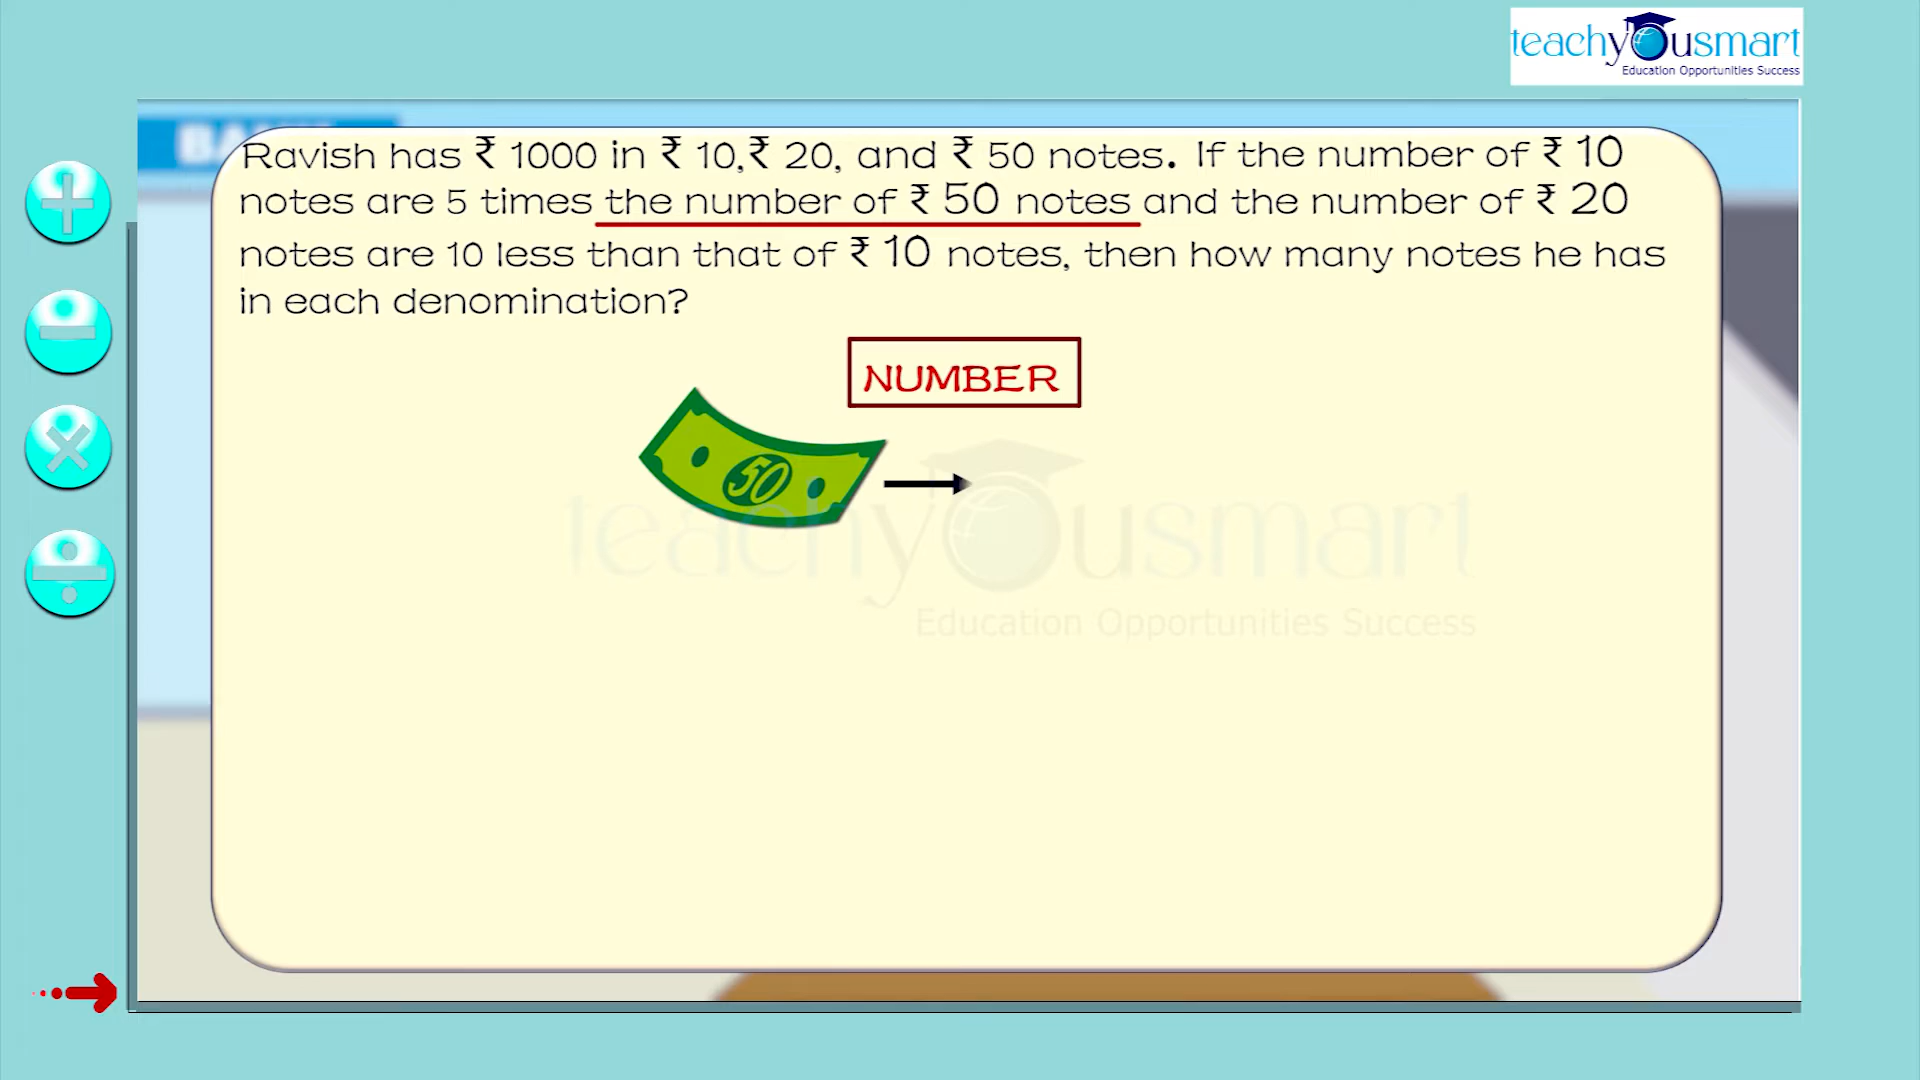 teachyousmart
Education Opportunities Success
Ravish has ₹ 1000 in ₹ 10,₹ 20, and ₹ 50 notes. If the number of ₹ 10
notes are 5 times the number of ₹ 50 notes and the number of ₹ 20
notes are 10 less than that of ₹ 10 notes, then how many notes he has
in each denomination?
NUMBER
50
teachyousmart
Education Opportunities Success